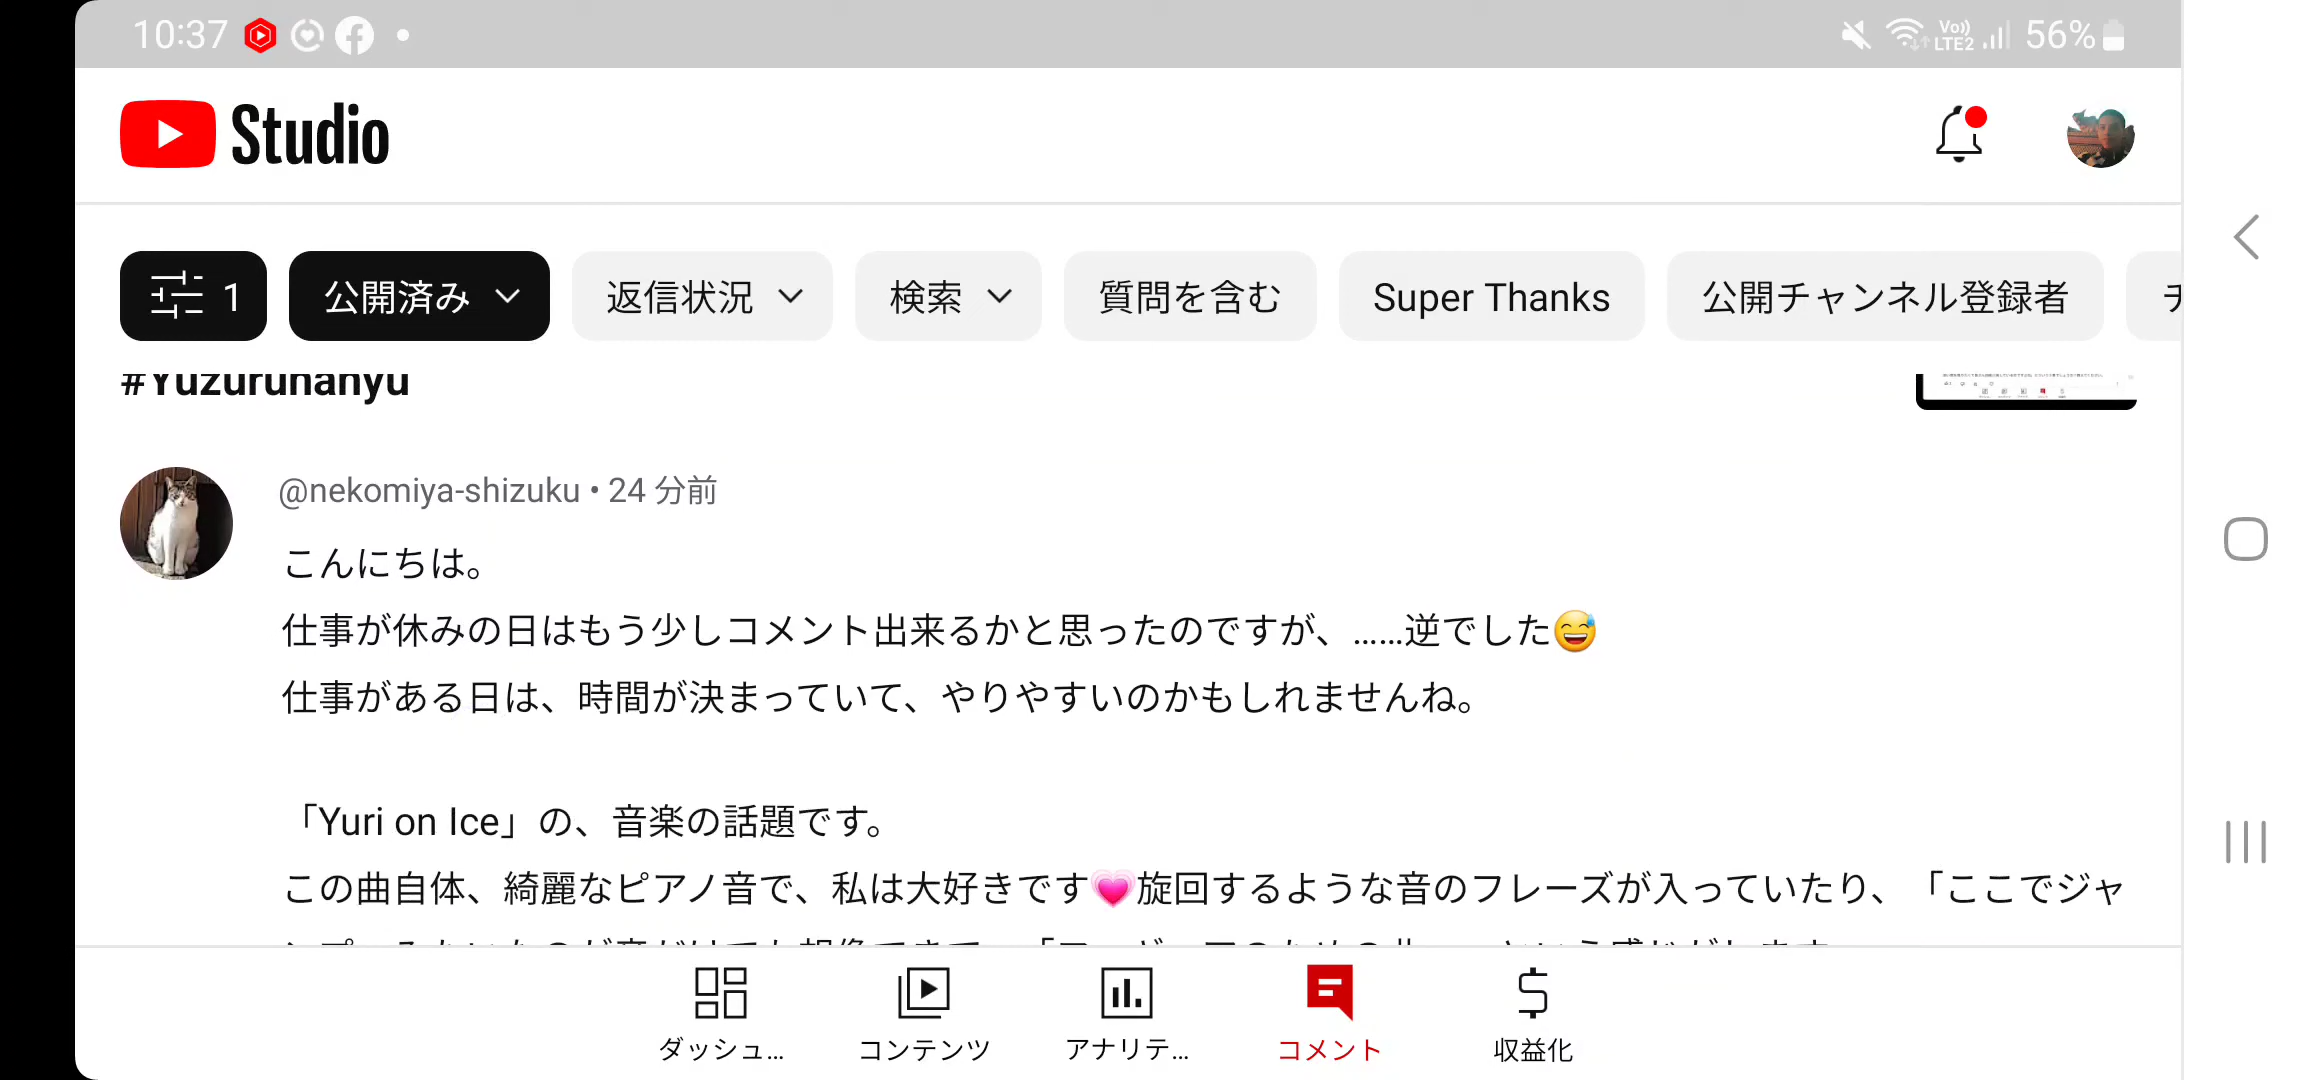 10:37
Vo)) LTE2 56%
Studio
1 公開済み 返信状況 検索 質問を含む Super Thanks 公開チャンネル登録者
#Yuzuruhanyu
@nekomiya-shizuku • 24 分前
こんにちは。
仕事が休みの日はもう少しコメント出来るかと思ったのですが、……逆でした😅
仕事がある日は、時間が決まっていて、やりやすいのかもしれませんね。
「Yuri on Ice」の、音楽の話題です。
この曲自体、綺麗なピアノ音で、私は大好きです💗旋回するような音のフレーズが入っていたり、「ここでジャ
ダッシュ... コンテンツ アナリテ... コメント 収益化